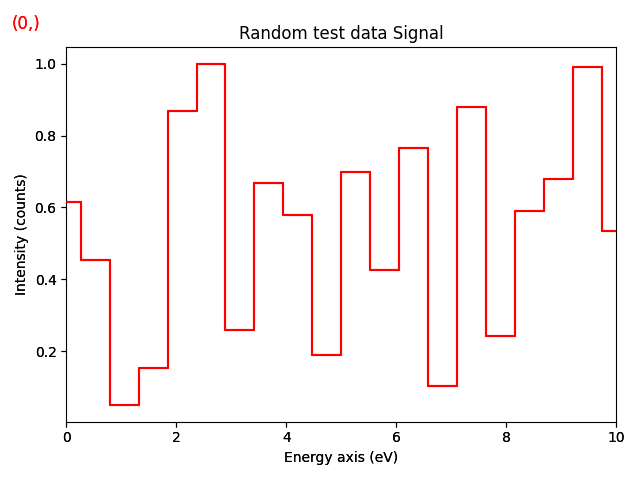 (0,)
Random test data Signal
Intensity (counts)
1.0
0.8
0.6
0.4
0.2
0 2 4 6 8 10
Energy axis (eV)